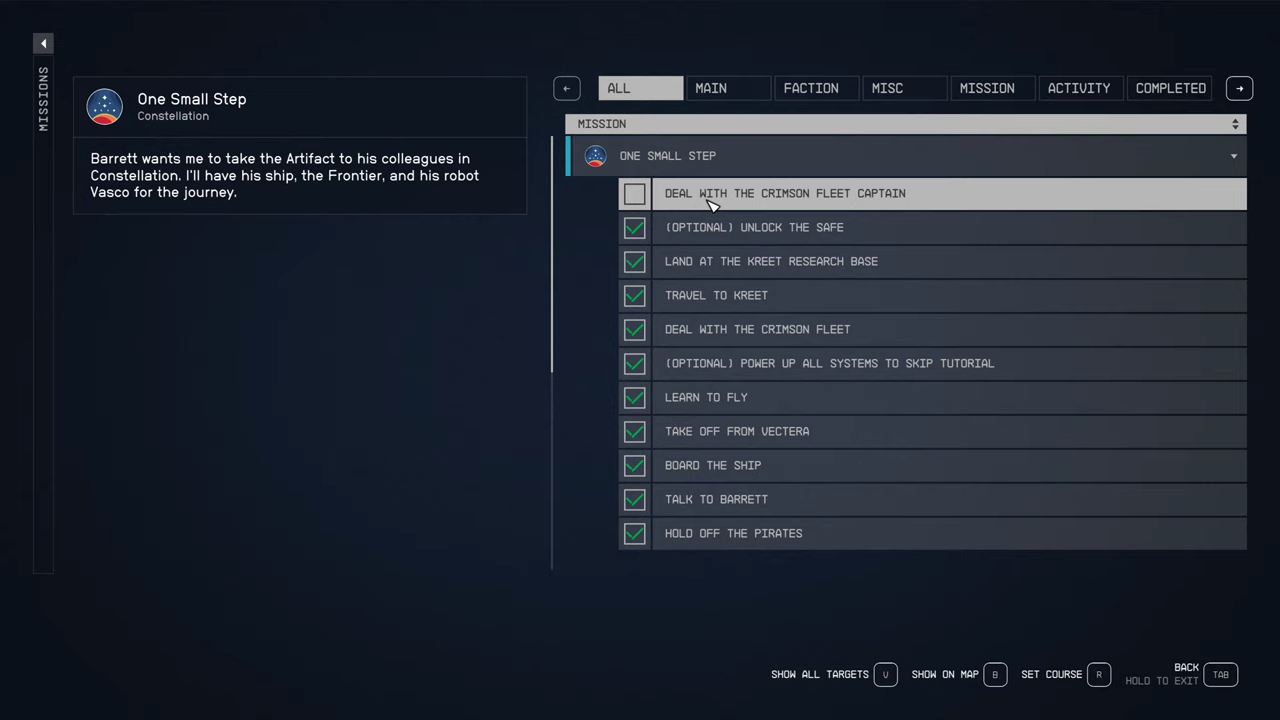 MISSIONS
One Small Step
Constellation
Barrett wants me to take the Artifact to his colleagues in
Constellation. I'll have his ship, the Frontier, and his robot
Vasco for the journey.
ALL MAIN FACTION MISC MISSION ACTIVITY COMPLETED
MISSION
ONE SMALL STEP
DEAL WITH THE CRIMSON FLEET CAPTAIN
(OPTIONAL) UNLOCK THE SAFE
LAND AT THE KREET RESEARCH BASE
TRAVEL TO KREET
DEAL WITH THE CRIMSON FLEET
(OPTIONAL) POWER UP ALL SYSTEMS TO SKIP TUTORIAL
LEARN TO FLY
TAKE OFF FROM VECTERA
BOARD THE SHIP
TALK TO BARRETT
HOLD OFF THE PIRATES
SHOW ALL TARGETS V SHOW ON MAP B SET COURSE R BACK TAB
HOLD TO EXIT